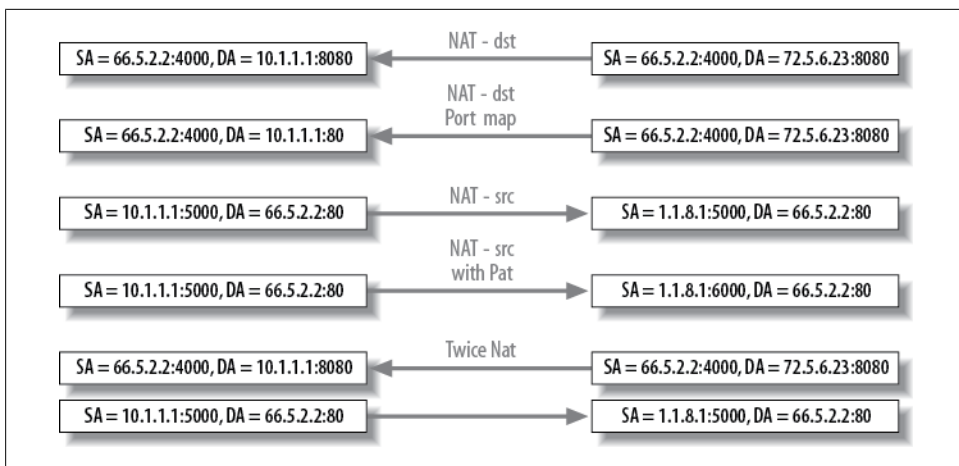 NAT - dst
SA = 66.5.2.2:4000, DA = 10.1.1.1:8080
SA = 66.5.2.2:4000, DA = 72.5.6.23:8080
NAT - dst
Port map
SA = 66.5.2.2:4000, DA = 10.1.1.1:80
SA = 66.5.2.2:4000, DA = 72.5.6.23:8080
NAT - src
SA = 10.1.1.1:5000, DA = 66.5.2.2:80
SA = 1.1.8.1:5000, DA = 66.5.2.2:80
NAT - src
with Pat
SA = 10.1.1.1:5000, DA = 66.5.2.2:80
SA = 1.1.8.1:6000, DA = 66.5.2.2:80
Twice Nat
SA = 66.5.2.2:4000, DA = 10.1.1.1:8080
SA = 66.5.2.2:4000, DA = 72.5.6.23:8080
SA = 10.1.1.1:5000, DA = 66.5.2.2:80
SA = 1.1.8.1:5000, DA = 66.5.2.2:80